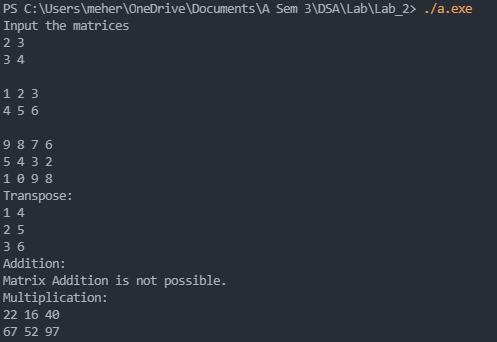 PS C:\Users\meher\OneDrive\Documents\A Sem 3\DSA\Lab\Lab_2> ./a.exe
Input the matrices
2 3
3 4

1 2 3
4 5 6

9 8 7 6
5 4 3 2
1 0 9 8
Transpose:
1 4
2 5
3 6
Addition:
Matrix Addition is not possible.
Multiplication:
22 16 40
67 52 97